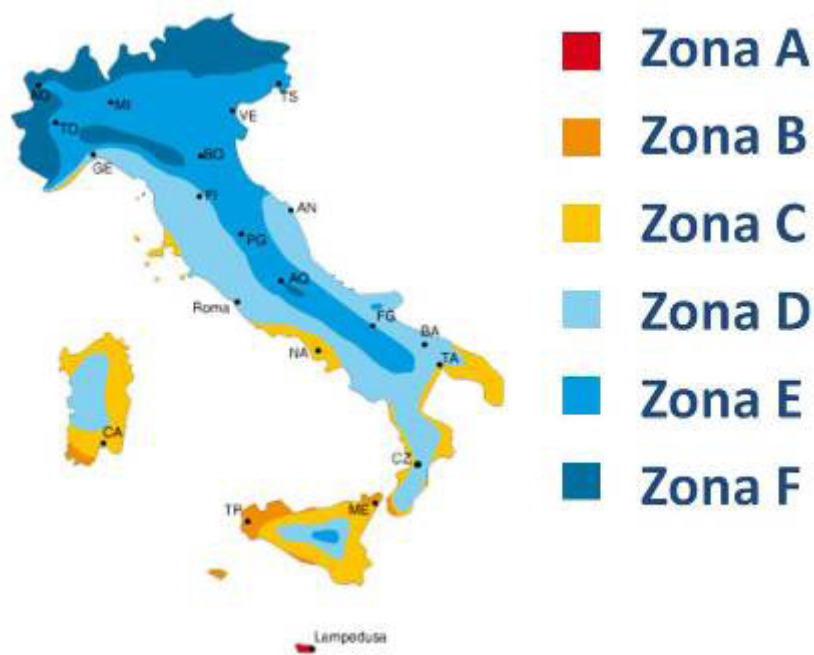 Zona A
Zona B
Zona C
Zona D
Zona E
Zona F
AO
MI
TS
TO
VE
GE
BO
FI
AN
PG
AQ
Roma
FG
BA
NA
TA
CA
CZ
TP
ME
Lampedusa